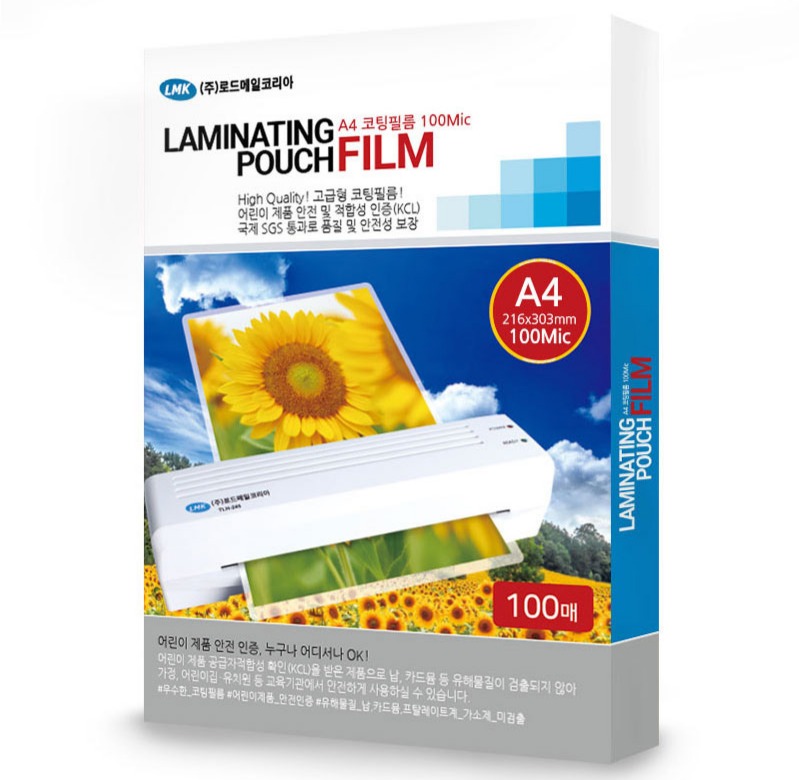 LMK (주)로드메일코리아
LAMINATING
POUCH
A4 코팅필름 100Mic
FILM
High Quality! 고급형 코팅필름!
어린이 제품 안전 및 적합성 인증(KCL)
국제 SGS 통과로 품질 및 안전성 보장
A4
216x303mm
100Mic
LMK (주)로드메일코리아
TLH-245
100매
어린이 제품 안전 인증, 누구나 어디서나 OK!
어린이 제품 공급자적합성 확인(KCL)을 받은 제품으로 납, 카드뮴 등 유해물질이 검출되지 않아
가정, 어린이집·유치원 등 교육기관에서 안전하게 사용하실 수 있습니다.
#우수한_코팅필름 #어린이제품_안전인증 #유해물질_납,카드뮴,프탈레이트계_가소제_미검출
LAMINATING
POUCH
A4 코팅필름 100Mic
FILM